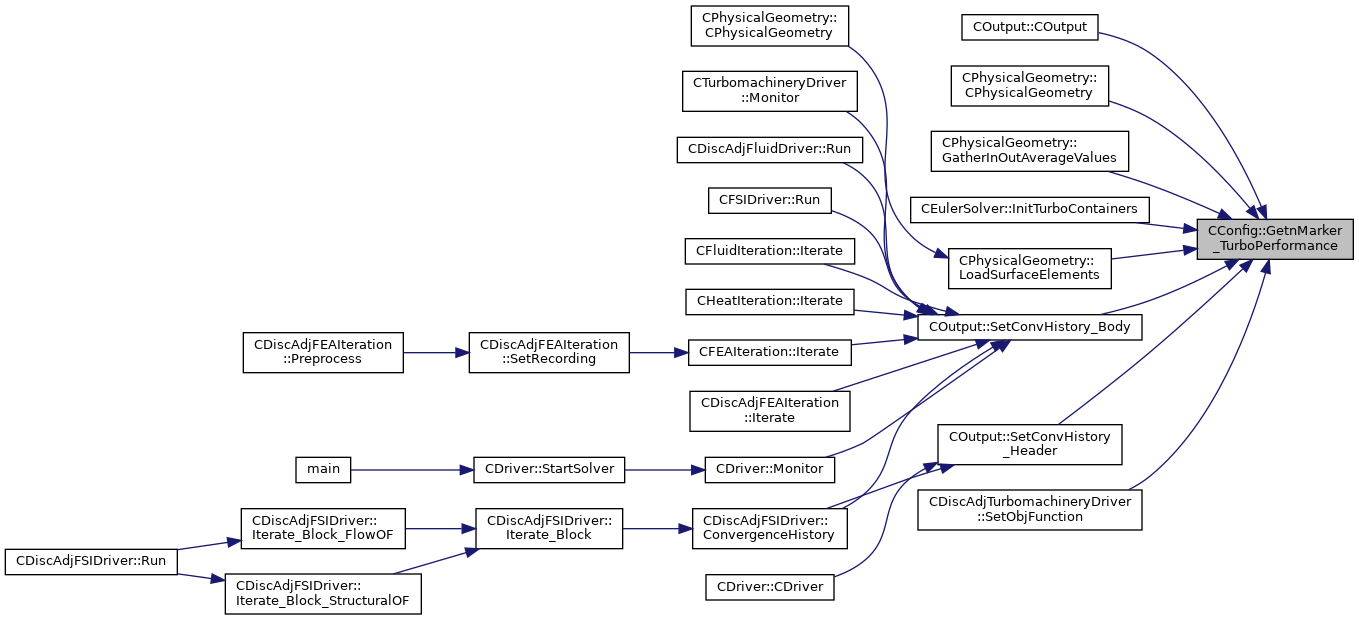 CPhysicalGeometry::
CPhysicalGeometry
COutput::COutput
CTurbomachineryDriver
::Monitor
CPhysicalGeometry::
CPhysicalGeometry
CDiscAdjFluidDriver::Run
CPhysicalGeometry::
GatherInOutAverageValues
CFSIDriver::Run
CEulerSolver::InitTurboContainers
CConfig::GetnMarker
_TurboPerformance
CFluidIteration::Iterate
CPhysicalGeometry::
LoadSurfaceElements
CHeatIteration::Iterate
COutput::SetConvHistory_Body
CDiscAdjFEAIteration
::Preprocess
CDiscAdjFEAIteration
::SetRecording
CFEAIteration::Iterate
CDiscAdjFEAIteration
::Iterate
COutput::SetConvHistory
_Header
main
CDriver::StartSolver
CDriver::Monitor
CDiscAdjTurbomachineryDriver
::SetObjFunction
CDiscAdjFSIDriver::
Iterate_Block_FlowOF
CDiscAdjFSIDriver::
Iterate_Block
CDiscAdjFSIDriver::
ConvergenceHistory
CDiscAdjFSIDriver::Run
CDiscAdjFSIDriver::
Iterate_Block_StructuralOF
CDriver::CDriver